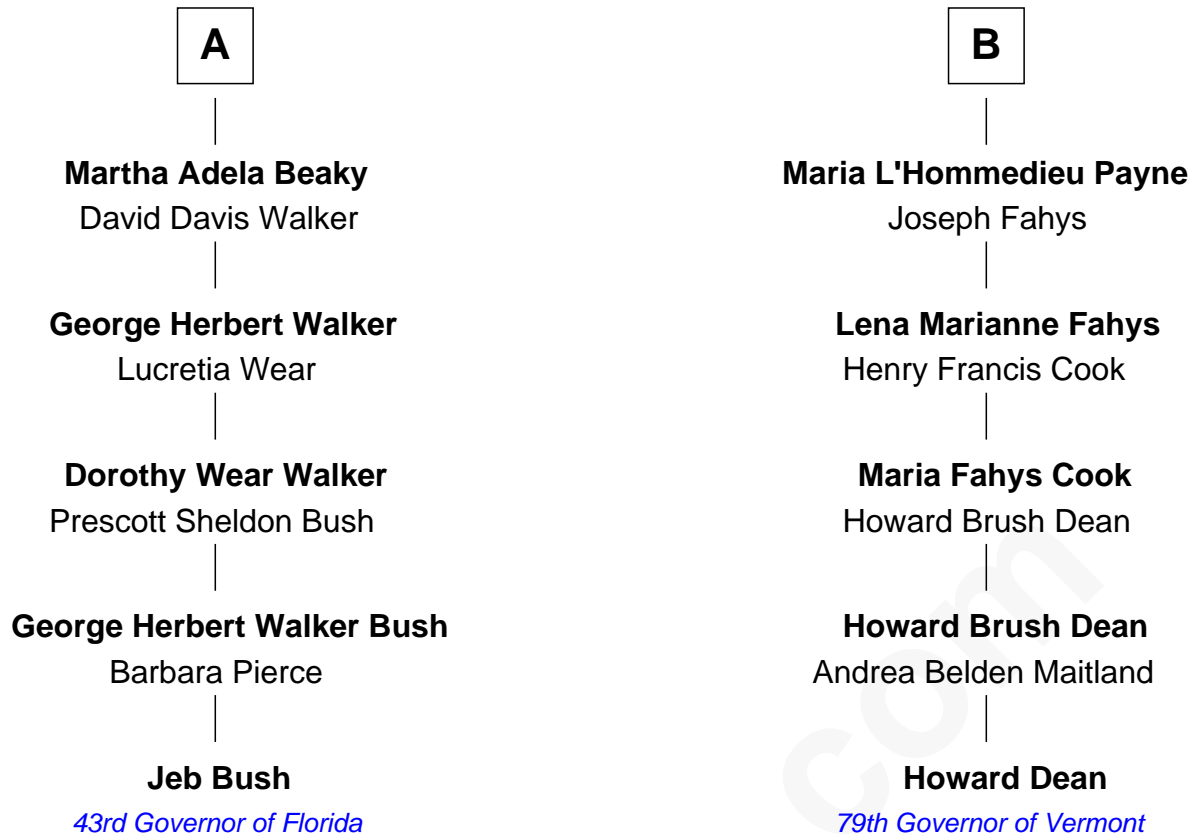 A
Martha Adela Beaky
David Davis Walker
George Herbert Walker
Lucretia Wear
Dorothy Wear Walker
Prescott Sheldon Bush
George Herbert Walker Bush
Barbara Pierce
Jeb Bush
43rd Governor of Florida
B
Maria L'Hommedieu Payne
Joseph Fahys
Lena Marianne Fahys
Henry Francis Cook
Maria Fahys Cook
Howard Brush Dean
Howard Brush Dean
Andrea Belden Maitland
Howard Dean
79th Governor of Vermont
com